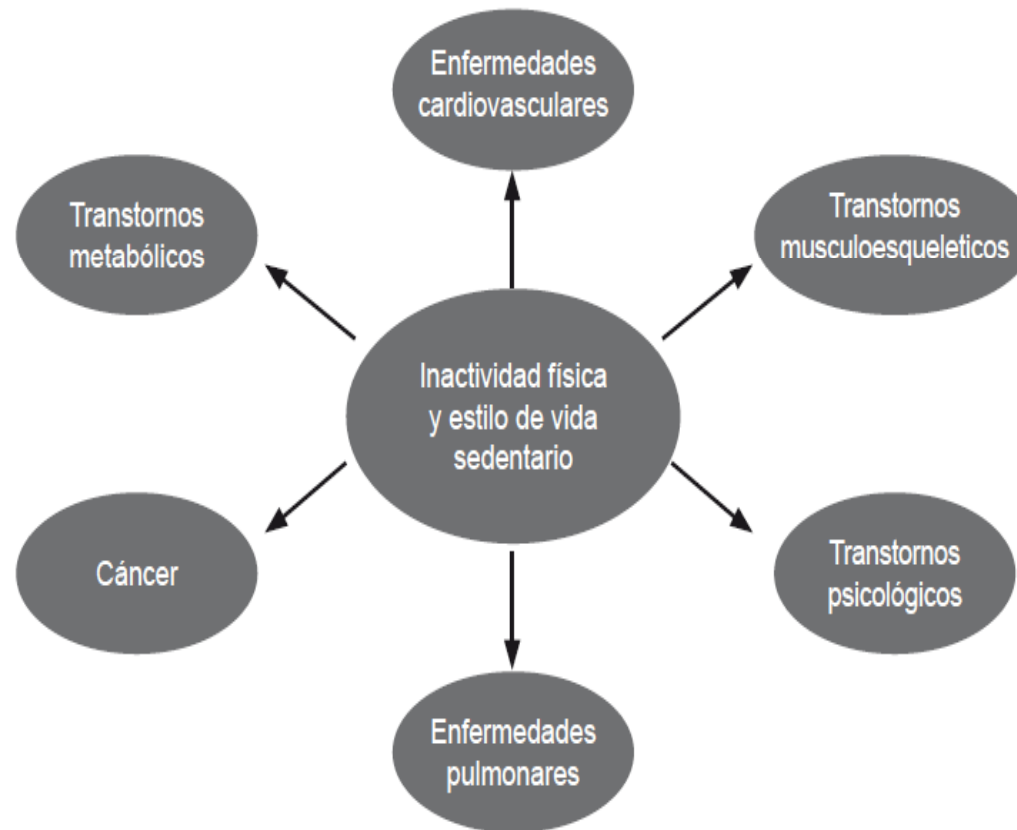 Enfermedades
cardiovasculares
Transtornos
metabólicos
Transtornos
musculoesqueleticos
Inactividad física
y estilo de vida
sedentario
Cáncer
Transtornos
psicológicos
Enfermedades
pulmonares